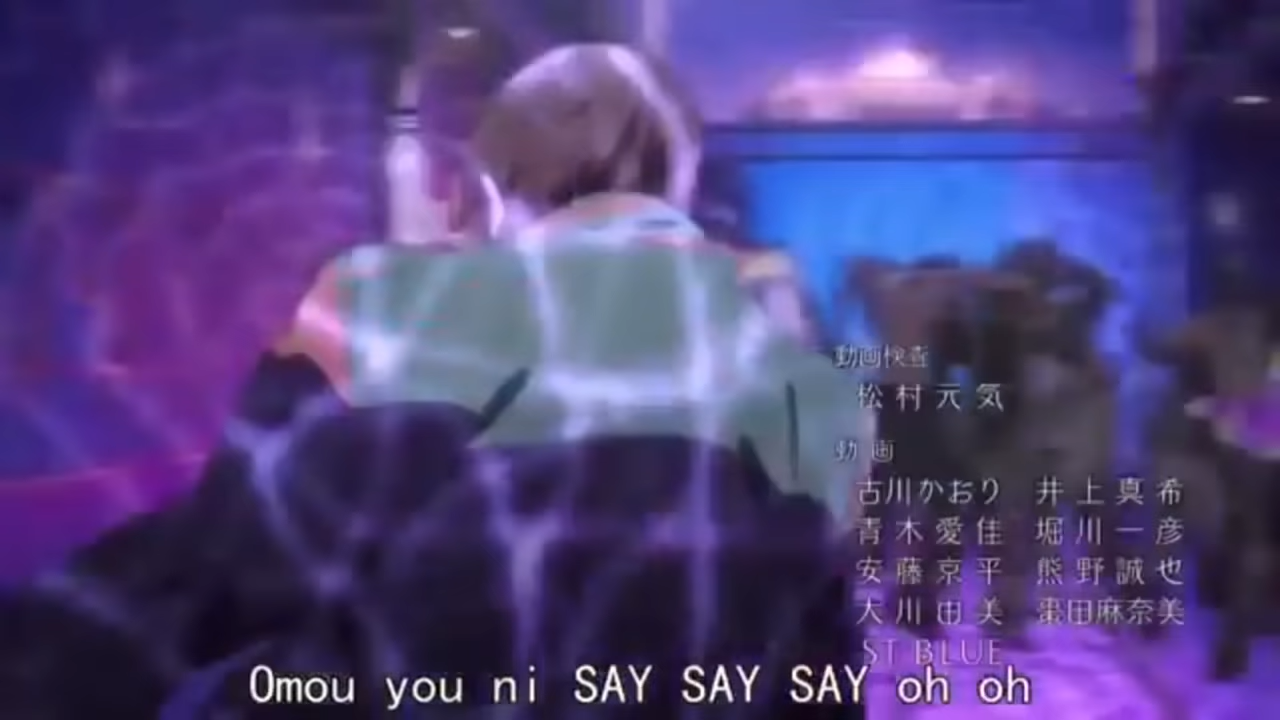 動画検査
松村元気
動画
古川かおり 井上真希
青木愛佳 堀川一彦
安藤京平 熊野誠也
大川由美 棗田麻奈美
ST BLUE
Omou you ni SAY SAY SAY oh oh